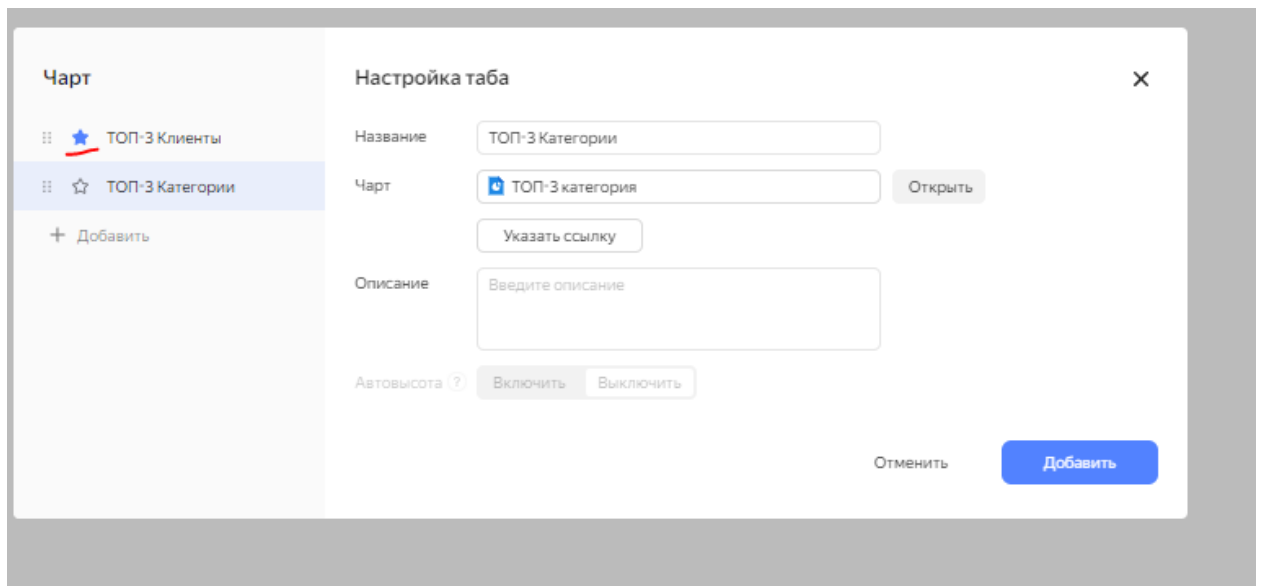 Чарт
Настройка таба
ТОП-3 Клиенты
ТОП-3 Категории
Добавить
Название
ТОП-3 Категории
Чарт
ТОП-3 категория
Открыть
Указать ссылку
Описание
Введите описание
Автовысота ?
Включить
Выключить
Отменить
Добавить